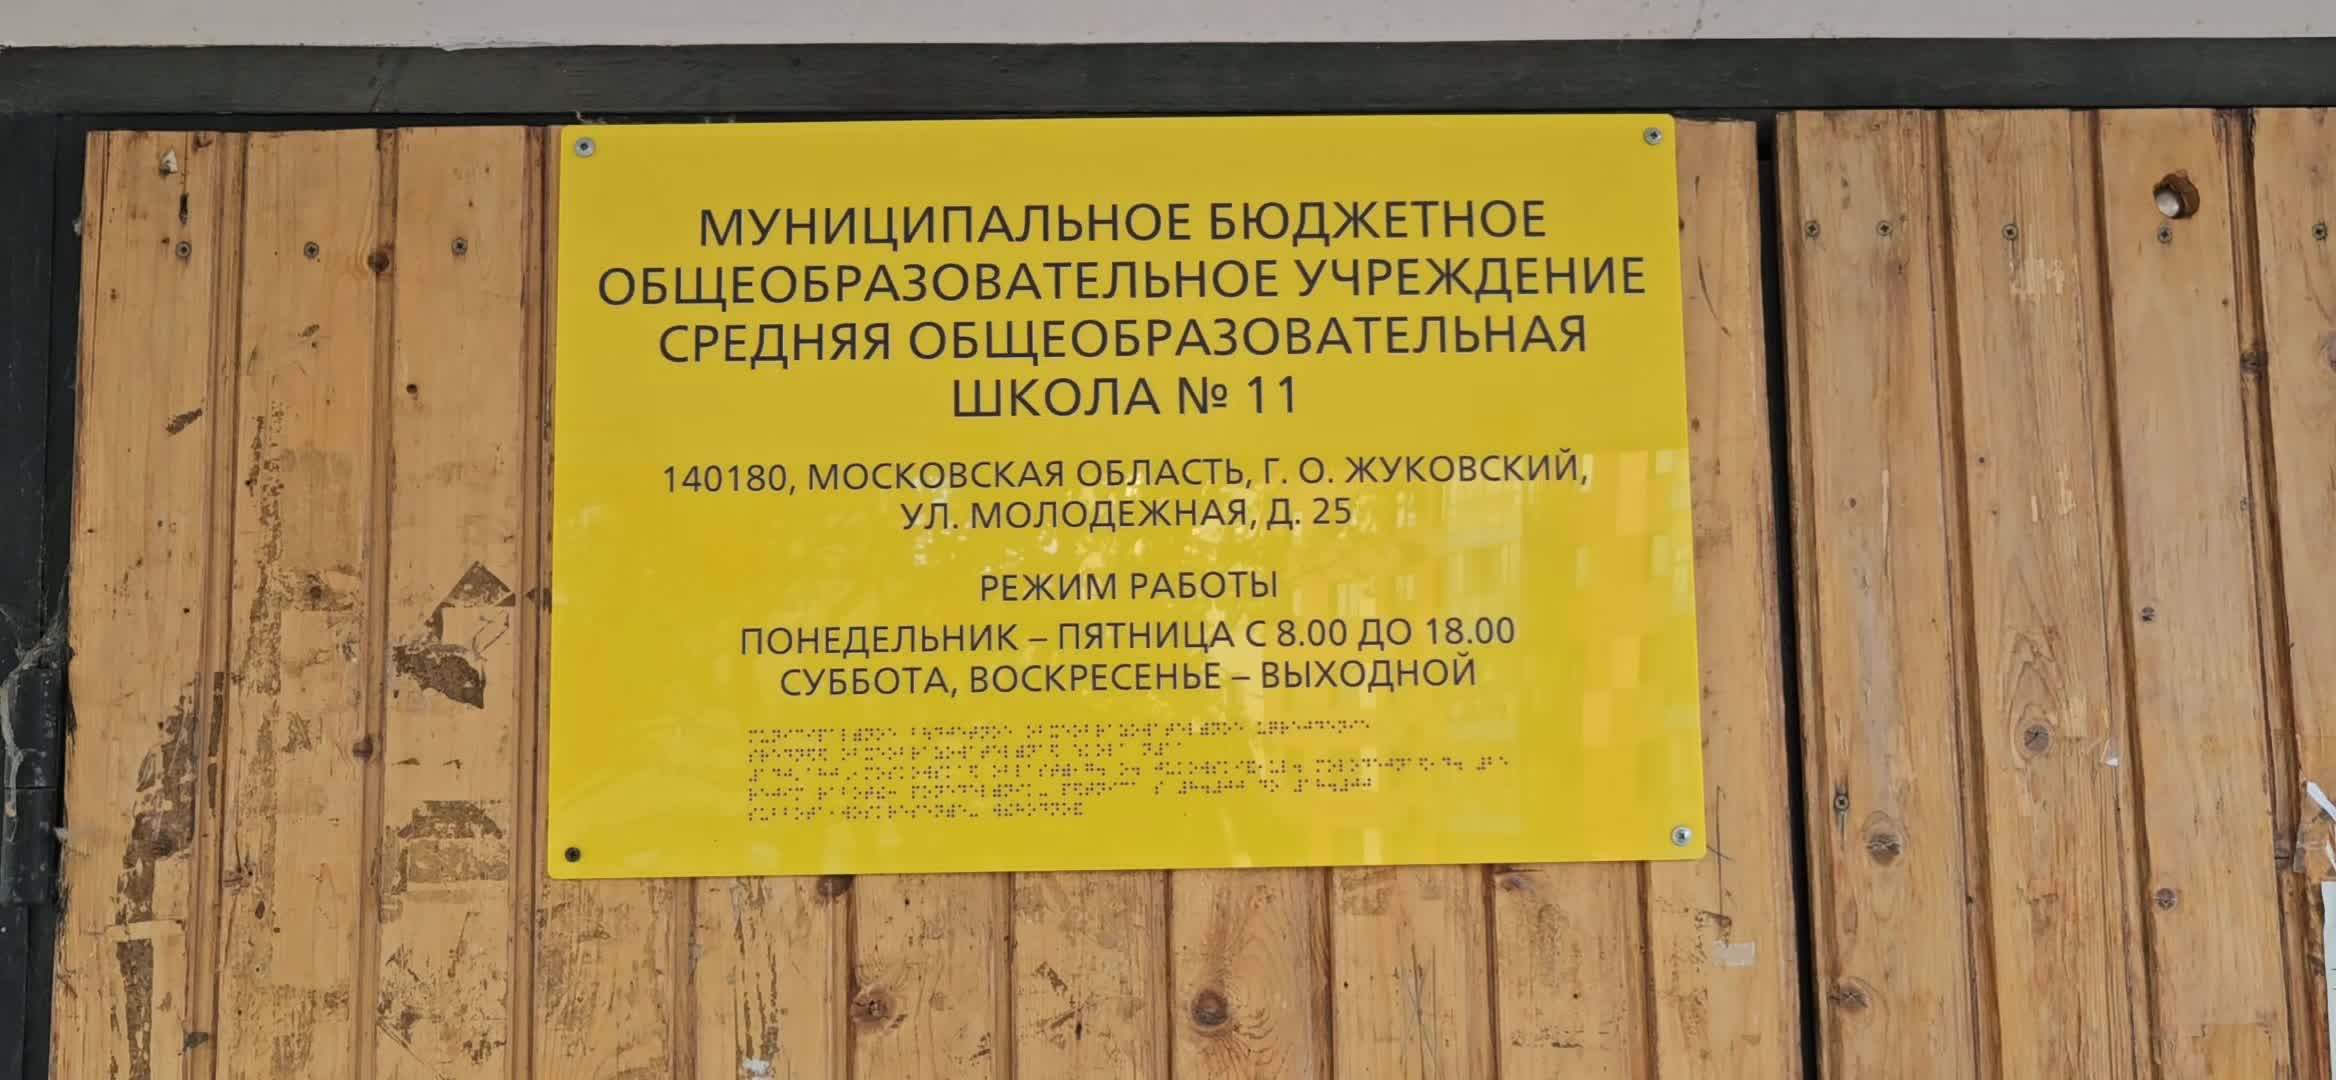 МУНИЦИПАЛЬНОЕ БЮДЖЕТНОЕ
ОБЩЕОБРАЗОВАТЕЛЬНОЕ УЧРЕЖДЕНИЕ
СРЕДНЯЯ ОБЩЕОБРАЗОВАТЕЛЬНАЯ
ШКОЛА № 11
140180, МОСКОВСКАЯ ОБЛАСТЬ, Г. О. ЖУКОВСКИЙ,
УЛ. МОЛОДЕЖНАЯ, Д. 25
РЕЖИМ РАБОТЫ
ПОНЕДЕЛЬНИК – ПЯТНИЦА С 8.00 ДО 18.00
СУББОТА, ВОСКРЕСЕНЬЕ – ВЫХОДНОЙ